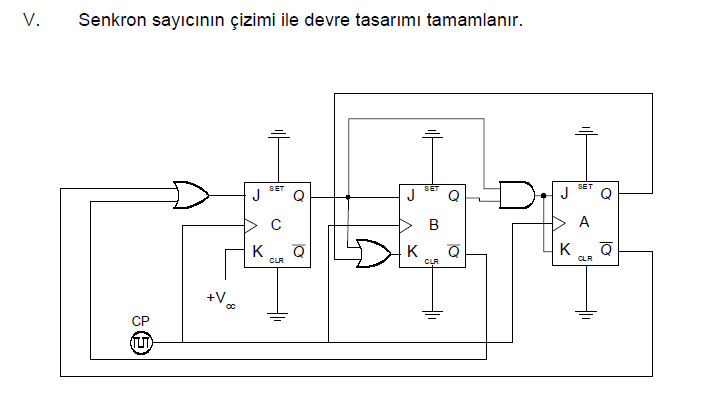 V. Senkron sayıcının çizimi ile devre tasarımı tamamlanır.
J SET Q
C
K CLR Q̅
J SET Q
B
K CLR Q̅
J SET Q
A
K CLR Q̅
+Vcc
CP